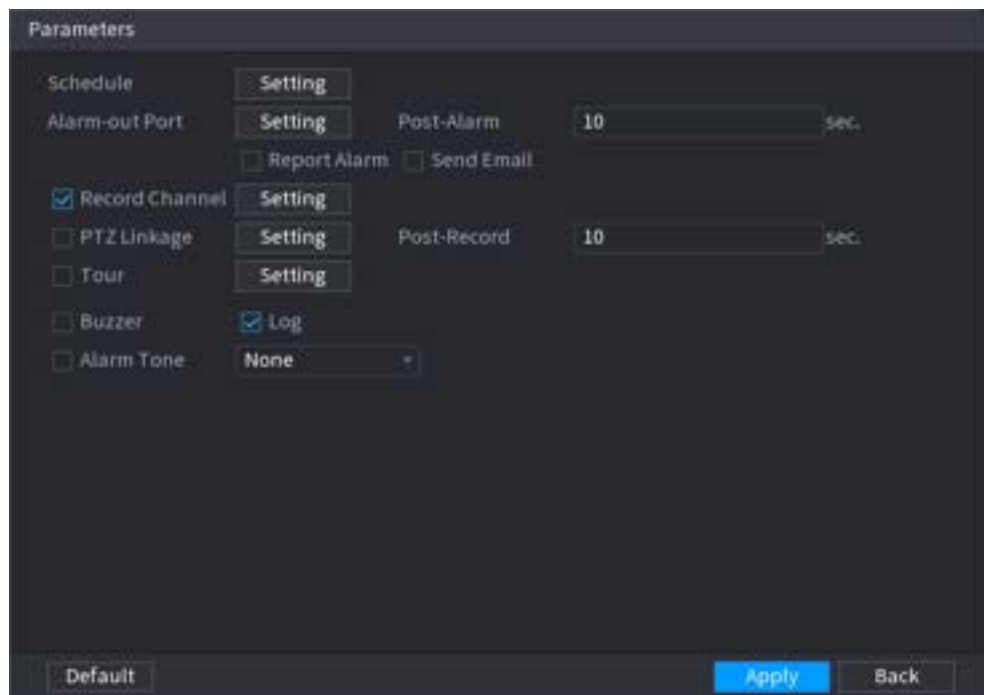 Parameters
Schedule Setting
Alarm-out Port Setting Post-Alarm 10 sec.
Report Alarm Send Email
Record Channel Setting
PTZ Linkage Setting Post-Record 10 sec.
Tour Setting
Buzzer Log
Alarm Tone None
Default Apply Back